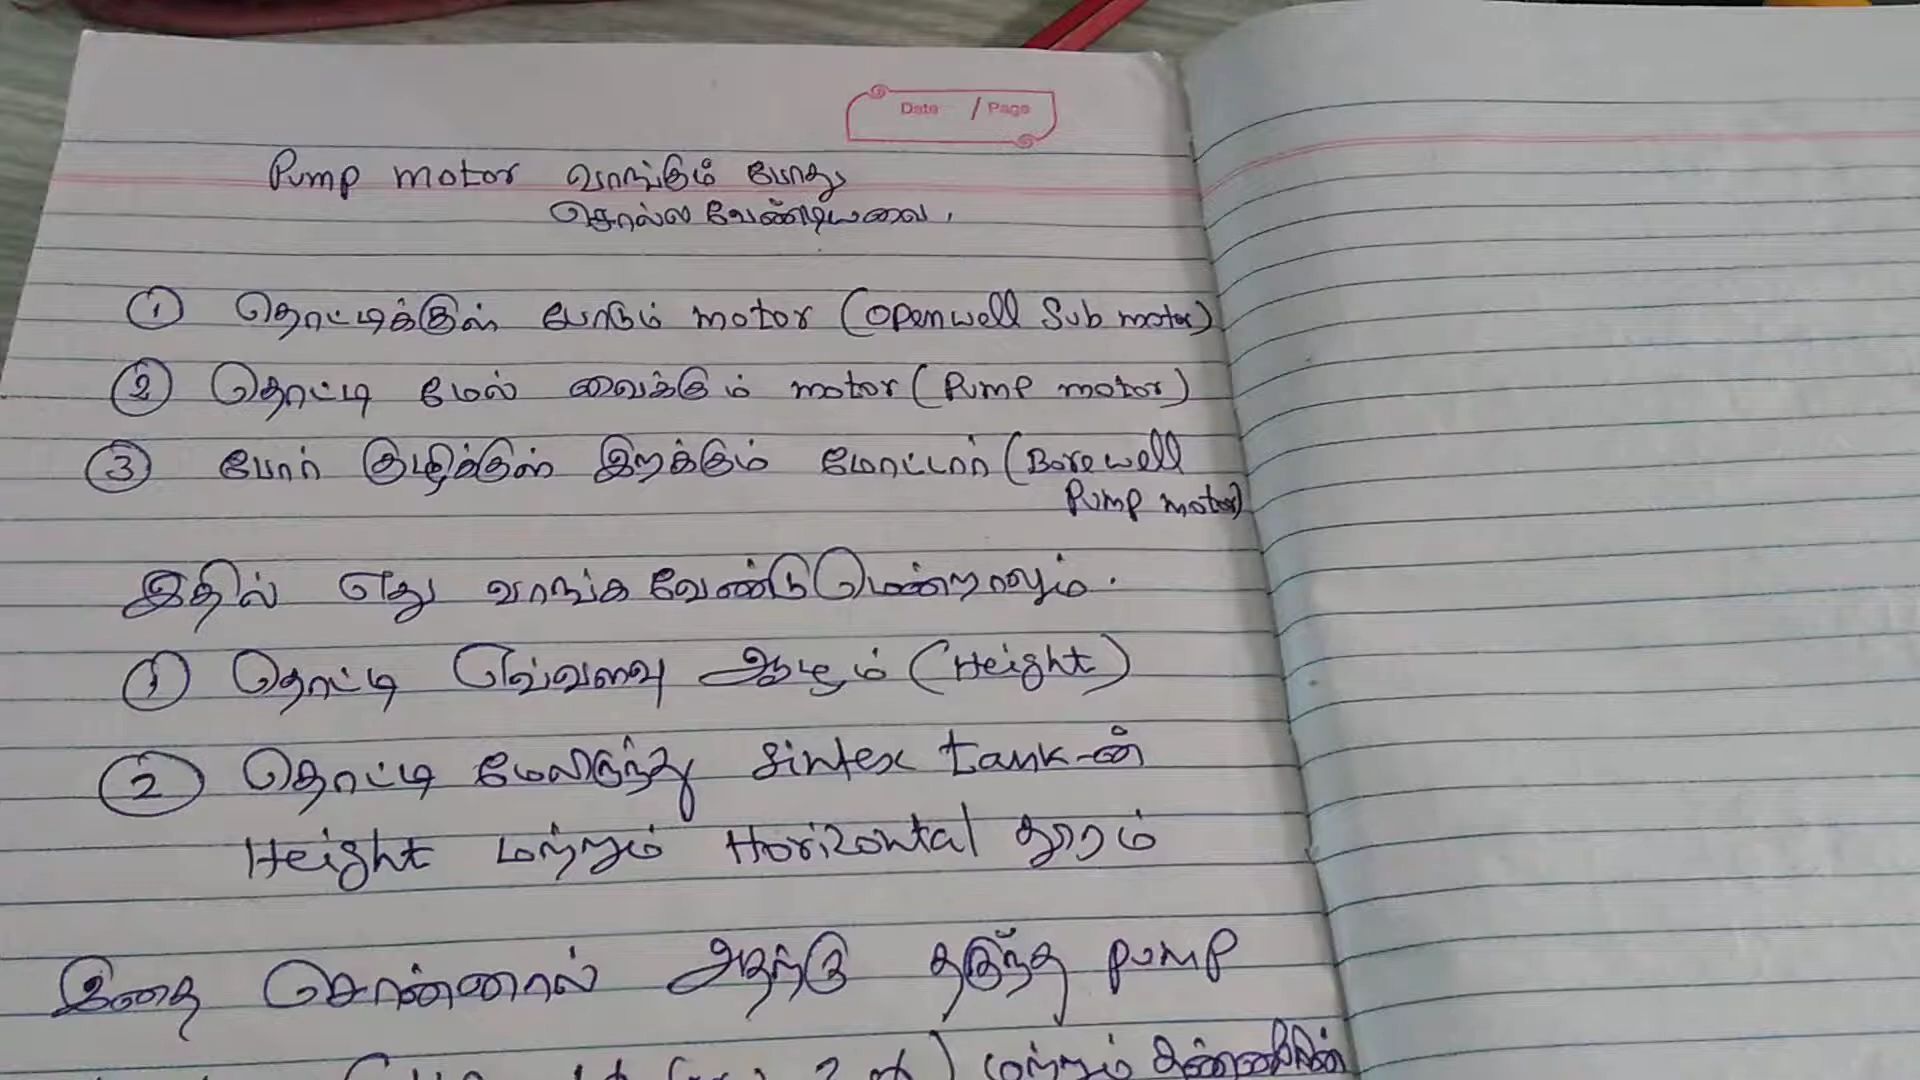 Date / Page
Pump motor வாங்கும் போது
சொல்ல வேண்டியவை.
① தொட்டிக்குள் போடும் motor (Openwell Sub motor)
② தொட்டி மேல் வைக்கும் motor (Pump motor)
③ போர் குழிக்குள் இறக்கும் மோட்டார் (Borewell
Pump motor)
இதில் எது வாங்க வேண்டுமென்றாலும்.
① தொட்டி எவ்வளவு ஆழம் (Height)
② தொட்டி மேலிருந்து Sintex tank-ன்
Height மற்றும் Horizontal தூரம்
இதை சொன்னால் அதற்கு தகுந்த pump
மற்றும்